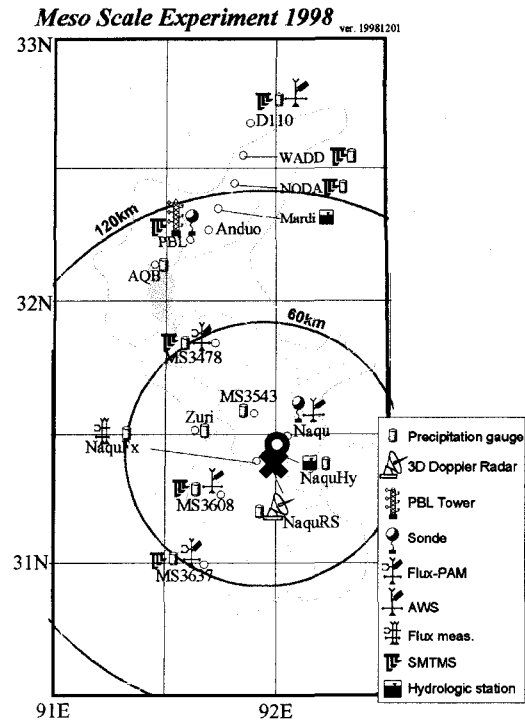 Meso Scale Experiment 1998
ver. 19981201
33N
D110
WADD
NODA
120km
Mardi
Anduo
PBL
AQB
32N
60km
MS3478
MS3543
Zuri
Naqu
NaquFx
NaquHy
MS3608
NaquRS
31N
MS3637
91E
92E
Precipitation gauge
3D Doppler Radar
PBL Tower
Sonde
Flux-PAM
AWS
Flux meas.
SMTMS
Hydrologic station